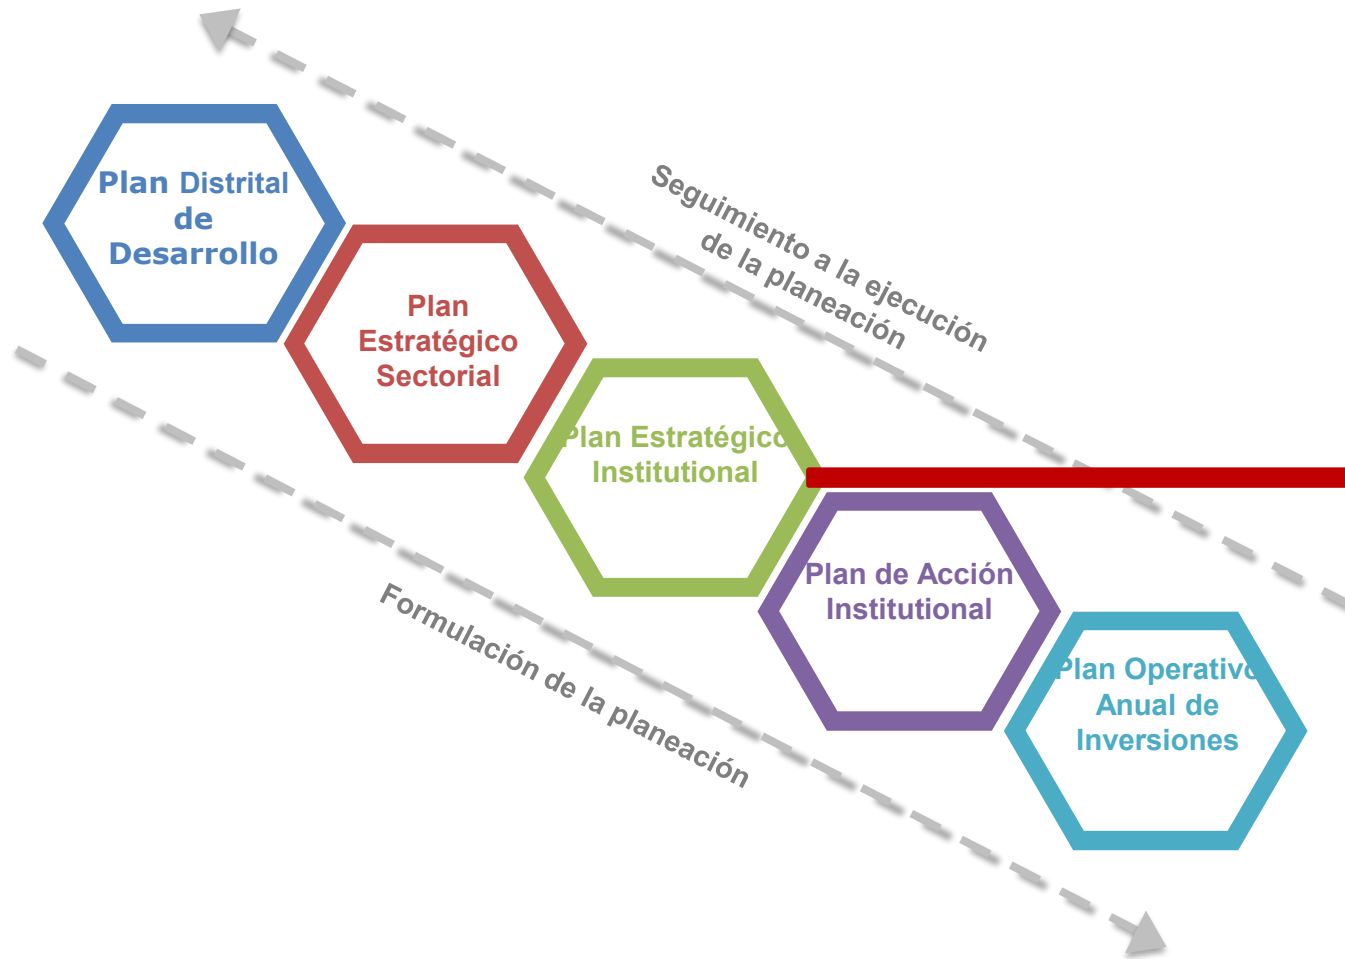 Plan Distrital
de
Desarrollo
Seguimiento a la ejecución
de la planeación
Plan
Estratégico
Sectorial
Plan Estratégico
Institutional
Plan de Acción
Institutional
Formulación de la planeación
Plan Operativo
Anual de
Inversiones